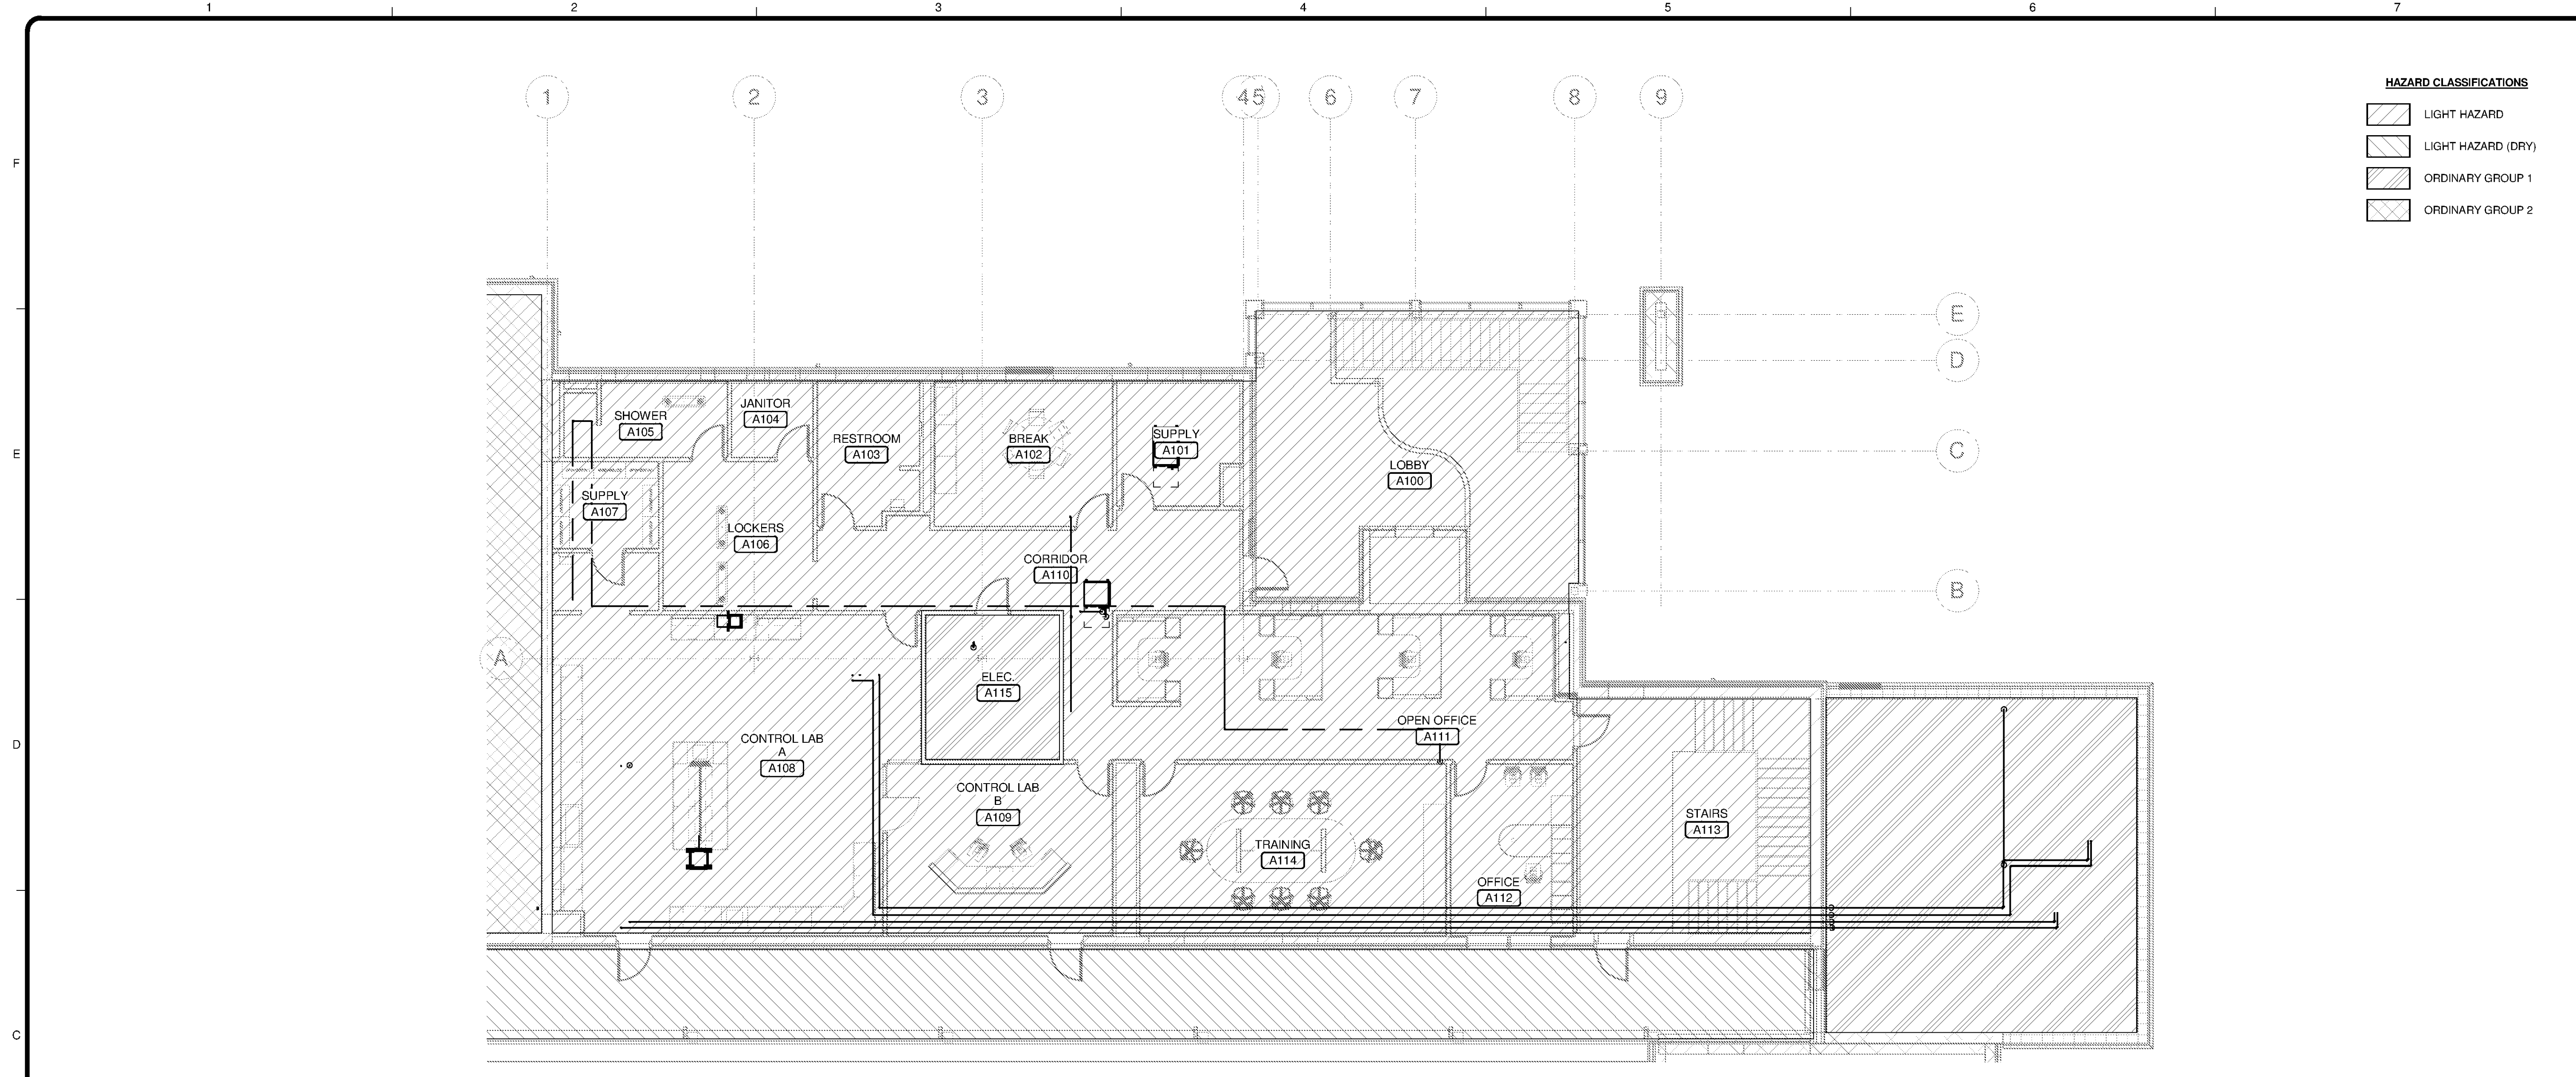 1 2 3 4 5 6 7
1 2 3 4 5 6 7 8 9
HAZARD CLASSIFICATIONS
LIGHT HAZARD
LIGHT HAZARD (DRY)
ORDINARY GROUP 1
ORDINARY GROUP 2
F
E
D
E
C
B
A
D
C
SHOWER
A105
JANITOR
A104
RESTROOM
A103
BREAK
A102
SUPPLY
A101
LOBBY
A100
SUPPLY
A107
LOCKERS
A106
CORRIDOR
A110
ELEC.
A115
OPEN OFFICE
A111
CONTROL LAB
A
A108
CONTROL LAB
B
A109
TRAINING
A114
OFFICE
A112
STAIRS
A113